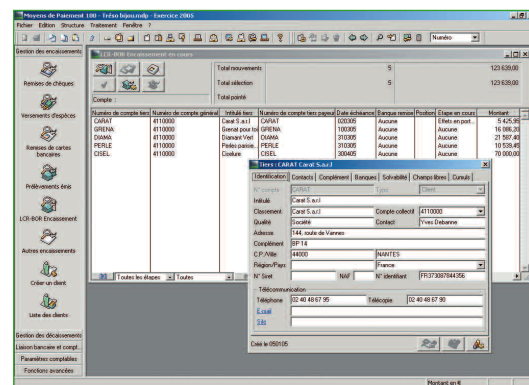 Moyens de Paiement 100 - Tréso bijou.mdp - Exercice 2005
Fichier Edition Structure Traitement Fenêtre ?
Numéro
Gestion des encaissements
Remises de chèques
Versements d'espèces
Remises de cartes bancaires
Prélèvements émis
LCR-BOR Encaissement
Autres encaissements
Créer un client
Liste des clients
Gestion des décaissements
Liaison bancaire et compt...
Paramètres comptables
Fonctions avancées
LCR-BOR Encaissement en cours
Total mouvements 5 123 639,00
Total sélection 5 123 639,00
Total pointé
Compte :
Numéro de compte tiers Numéro de compte général Intitulé tiers Numéro de compte tiers payeur Date échéance Banque remise Position Etape en cours Montant
CARAT 4110000 Carat S.a.r.l CARAT 020305 Aucune Effets en port... 5 425,95
GRENA 4110000 Grenat pour to GRENA 100305 Aucune Aucune 16 086,20
DIAMA 4110000 Diamant Vert DIAMA 310305 Aucune Aucune 21 587,40
PERLE 4110000 Perles parisie... PERLE 310305 Aucune Aucune 10 539,45
CISEL 4110000 Ciselure CISEL 300405 Aucune Aucune 70 000,00
Toutes les étapes Toutes
Tiers : CARAT Carat S.a.r.l
Identification Contacts Complément Banques Solvabilité Champs libres Cumuls
N° compte CARAT Type Client
Intitulé Carat S.a.r.l
Classement Carat S.a.r.l Compte collectif 4110000
Qualité Société Contact Yves Debanne
Adresse 144, route de Vannes
Complément BP 14
C.P./Ville 44000 NANTES
Région/Pays France
N° Siret NAF N° identifiant FR373087844356
Télécommunication
Téléphone 02 40 48 67 95 Télécopie 02 40 48 67 90
E-mail
Site
Créé le 050105
Montant en €